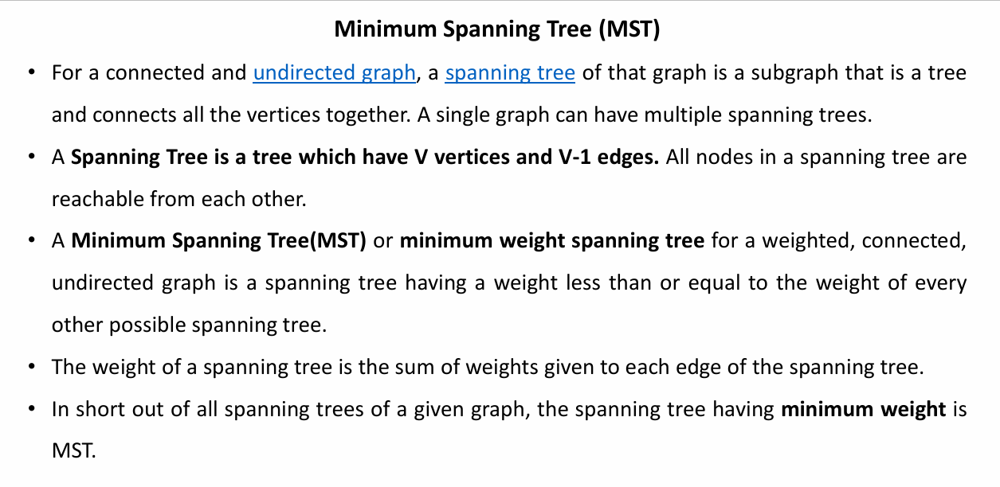 Minimum Spanning Tree (MST)
• For a connected and undirected graph, a spanning tree of that graph is a subgraph that is a tree
and connects all the vertices together. A single graph can have multiple spanning trees.
• A Spanning Tree is a tree which have V vertices and V-1 edges. All nodes in a spanning tree are
reachable from each other.
• A Minimum Spanning Tree(MST) or minimum weight spanning tree for a weighted, connected,
undirected graph is a spanning tree having a weight less than or equal to the weight of every
other possible spanning tree.
• The weight of a spanning tree is the sum of weights given to each edge of the spanning tree.
• In short out of all spanning trees of a given graph, the spanning tree having minimum weight is
MST.